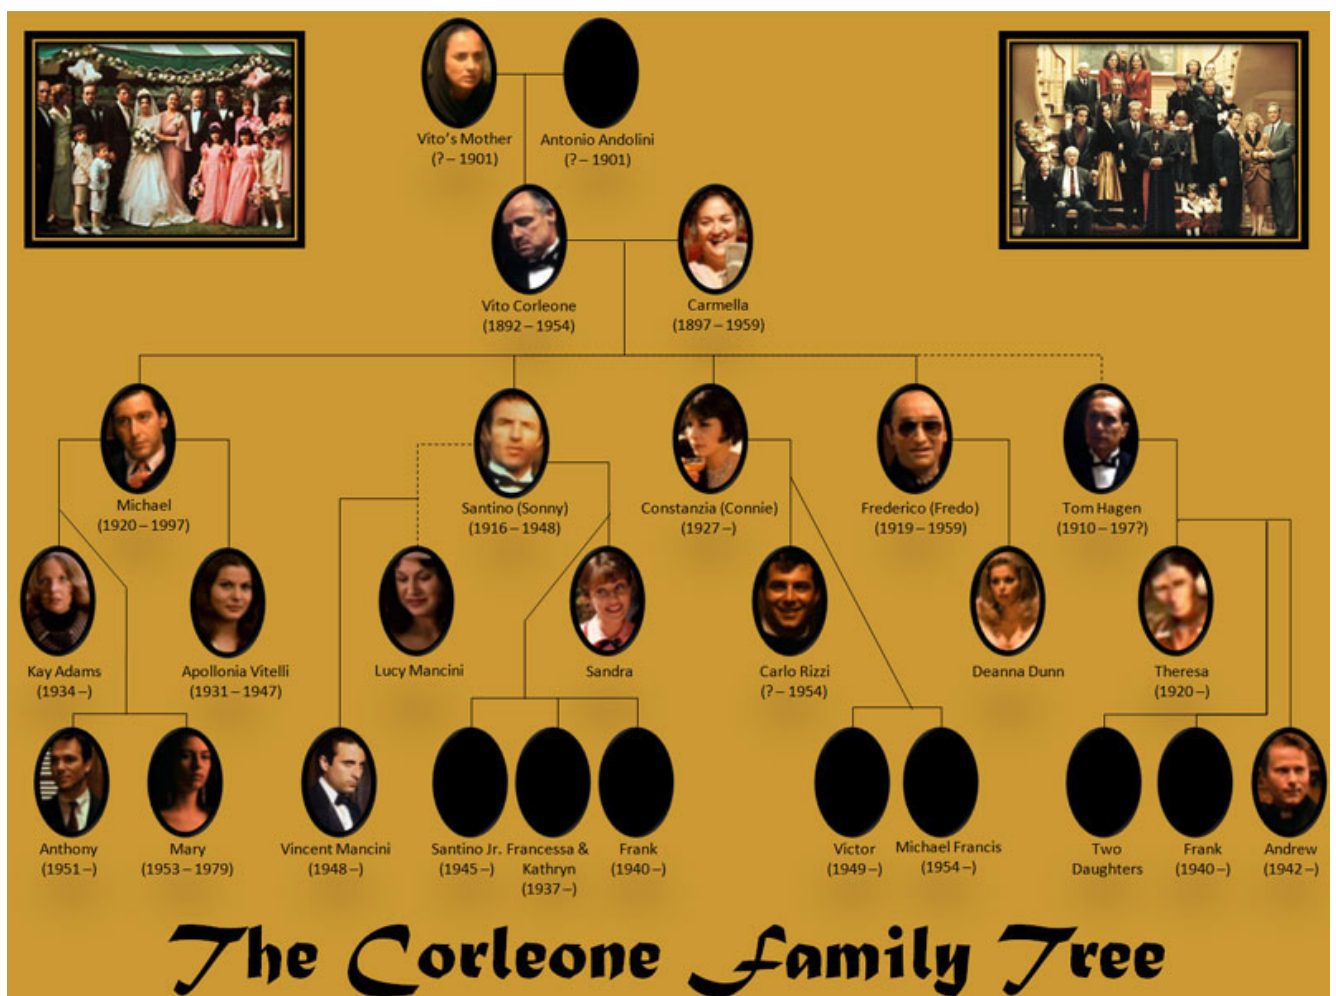 Vito's Mother
(? – 1901)
Antonio Andolini
(? – 1901)
Vito Corleone
(1892 – 1954)
Carmella
(1897 – 1959)
Michael
(1920 – 1997)
Santino (Sonny)
(1916 – 1948)
Constanzia (Connie)
(1927 –)
Frederico (Fredo)
(1919 – 1959)
Tom Hagen
(1910 – 197?)
Kay Adams
(1934 –)
Apollonia Vitelli
(1931 – 1947)
Lucy Mancini
Sandra
Carlo Rizzi
(? – 1954)
Deanna Dunn
Theresa
(1920 –)
Anthony
(1951 –)
Mary
(1953 – 1979)
Vincent Mancini
(1948 –)
Santino Jr.
(1945 –)
Francessa &
Kathryn
(1937 –)
Frank
(1940 –)
Victor
(1949 –)
Michael Francis
(1954 –)
Two
Daughters
Frank
(1940 –)
Andrew
(1942 –)
The Corleone Family Tree